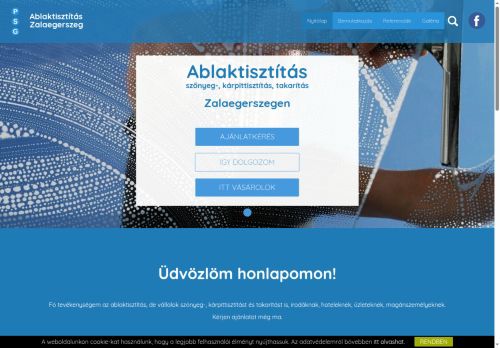 P
S
G
Ablaktisztítás
Zalaegerszeg
Nyitólap Bemutatkozás Referenciák Galéria
f
Ablaktisztítás
szőnyeg-, kárpittisztítás, takarítás
Zalaegerszegen
AJÁNLATKÉRÉS
ÍGY DOLGOZOM
ITT VÁSÁROLOK
Üdvözlöm honlapomon!
Fő tevékenységem az ablaktisztítás, de vállalok szőnyeg-, kárpittisztítást és takarítást is, irodáknak, hoteleknek, üzleteknek, magánszemélyeknek.
Kérjen ajánlatot még ma.
A weboldalunkon cookie-kat használunk, hogy a legjobb felhasználói élményt nyújthassuk. Az adatvédelemről bővebben itt olvashat. RENDBEN